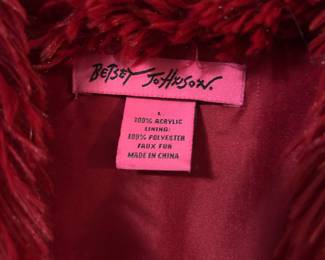 BETSEY JOHNSON.
L
100% ACRYLIC
LINING:
100% POLYESTER
FAUX FUR
MADE IN CHINA